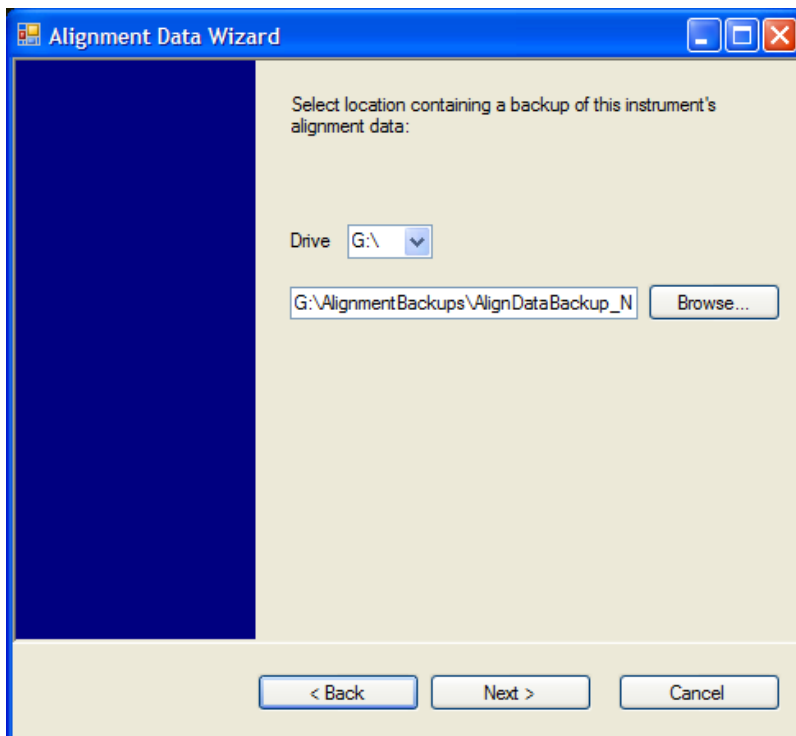 Alignment Data Wizard
Select location containing a backup of this instrument's
alignment data:
Drive G:\
G:\AlignmentBackups\AlignDataBackup_N Browse...
< Back Next > Cancel